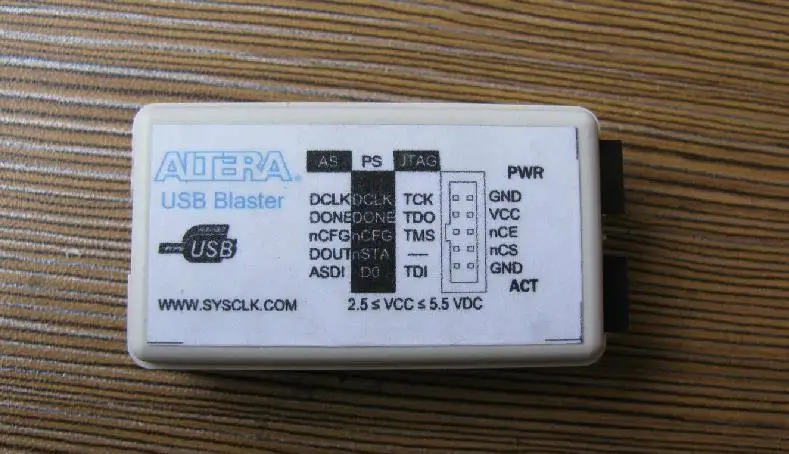 ALTERA®
USB Blaster
USB
WWW.SYSCLK.COM
AS PS JTAG
PWR
DCLK DCLK TCK GND
DONE DONE TDO VCC
nCFG nCFG TMS nCE
DOUT nSTA — nCS
ASDI D0 TDI GND
ACT
2.5 ≤ VCC ≤ 5.5 VDC